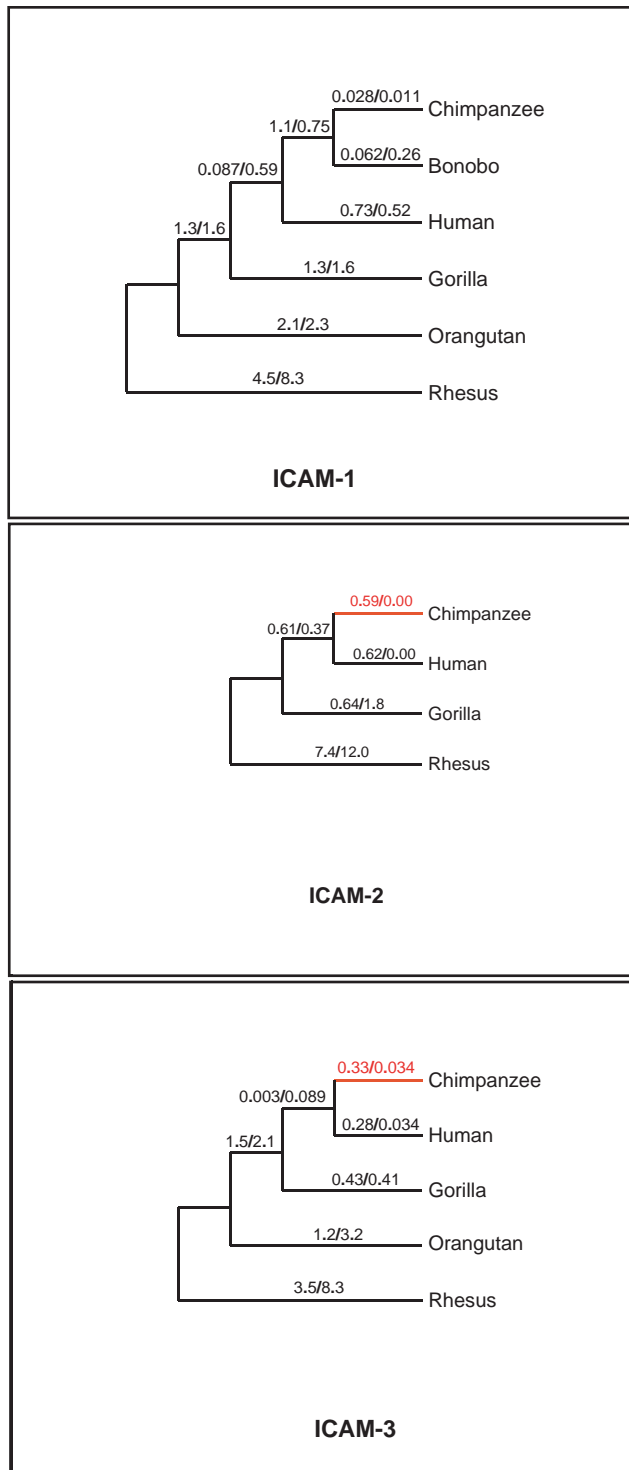 0.028/0.011
Chimpanzee
1.1/0.75
0.062/0.26
Bonobo
0.087/0.59
0.73/0.52
Human
1.3/1.6
1.3/1.6
Gorilla
2.1/2.3
Orangutan
4.5/8.3
Rhesus
ICAM-1
0.59/0.00
Chimpanzee
0.61/0.37
0.62/0.00
Human
0.64/1.8
Gorilla
7.4/12.0
Rhesus
ICAM-2
0.33/0.034
Chimpanzee
0.003/0.089
0.28/0.034
Human
1.5/2.1
0.43/0.41
Gorilla
1.2/3.2
Orangutan
3.5/8.3
Rhesus
ICAM-3